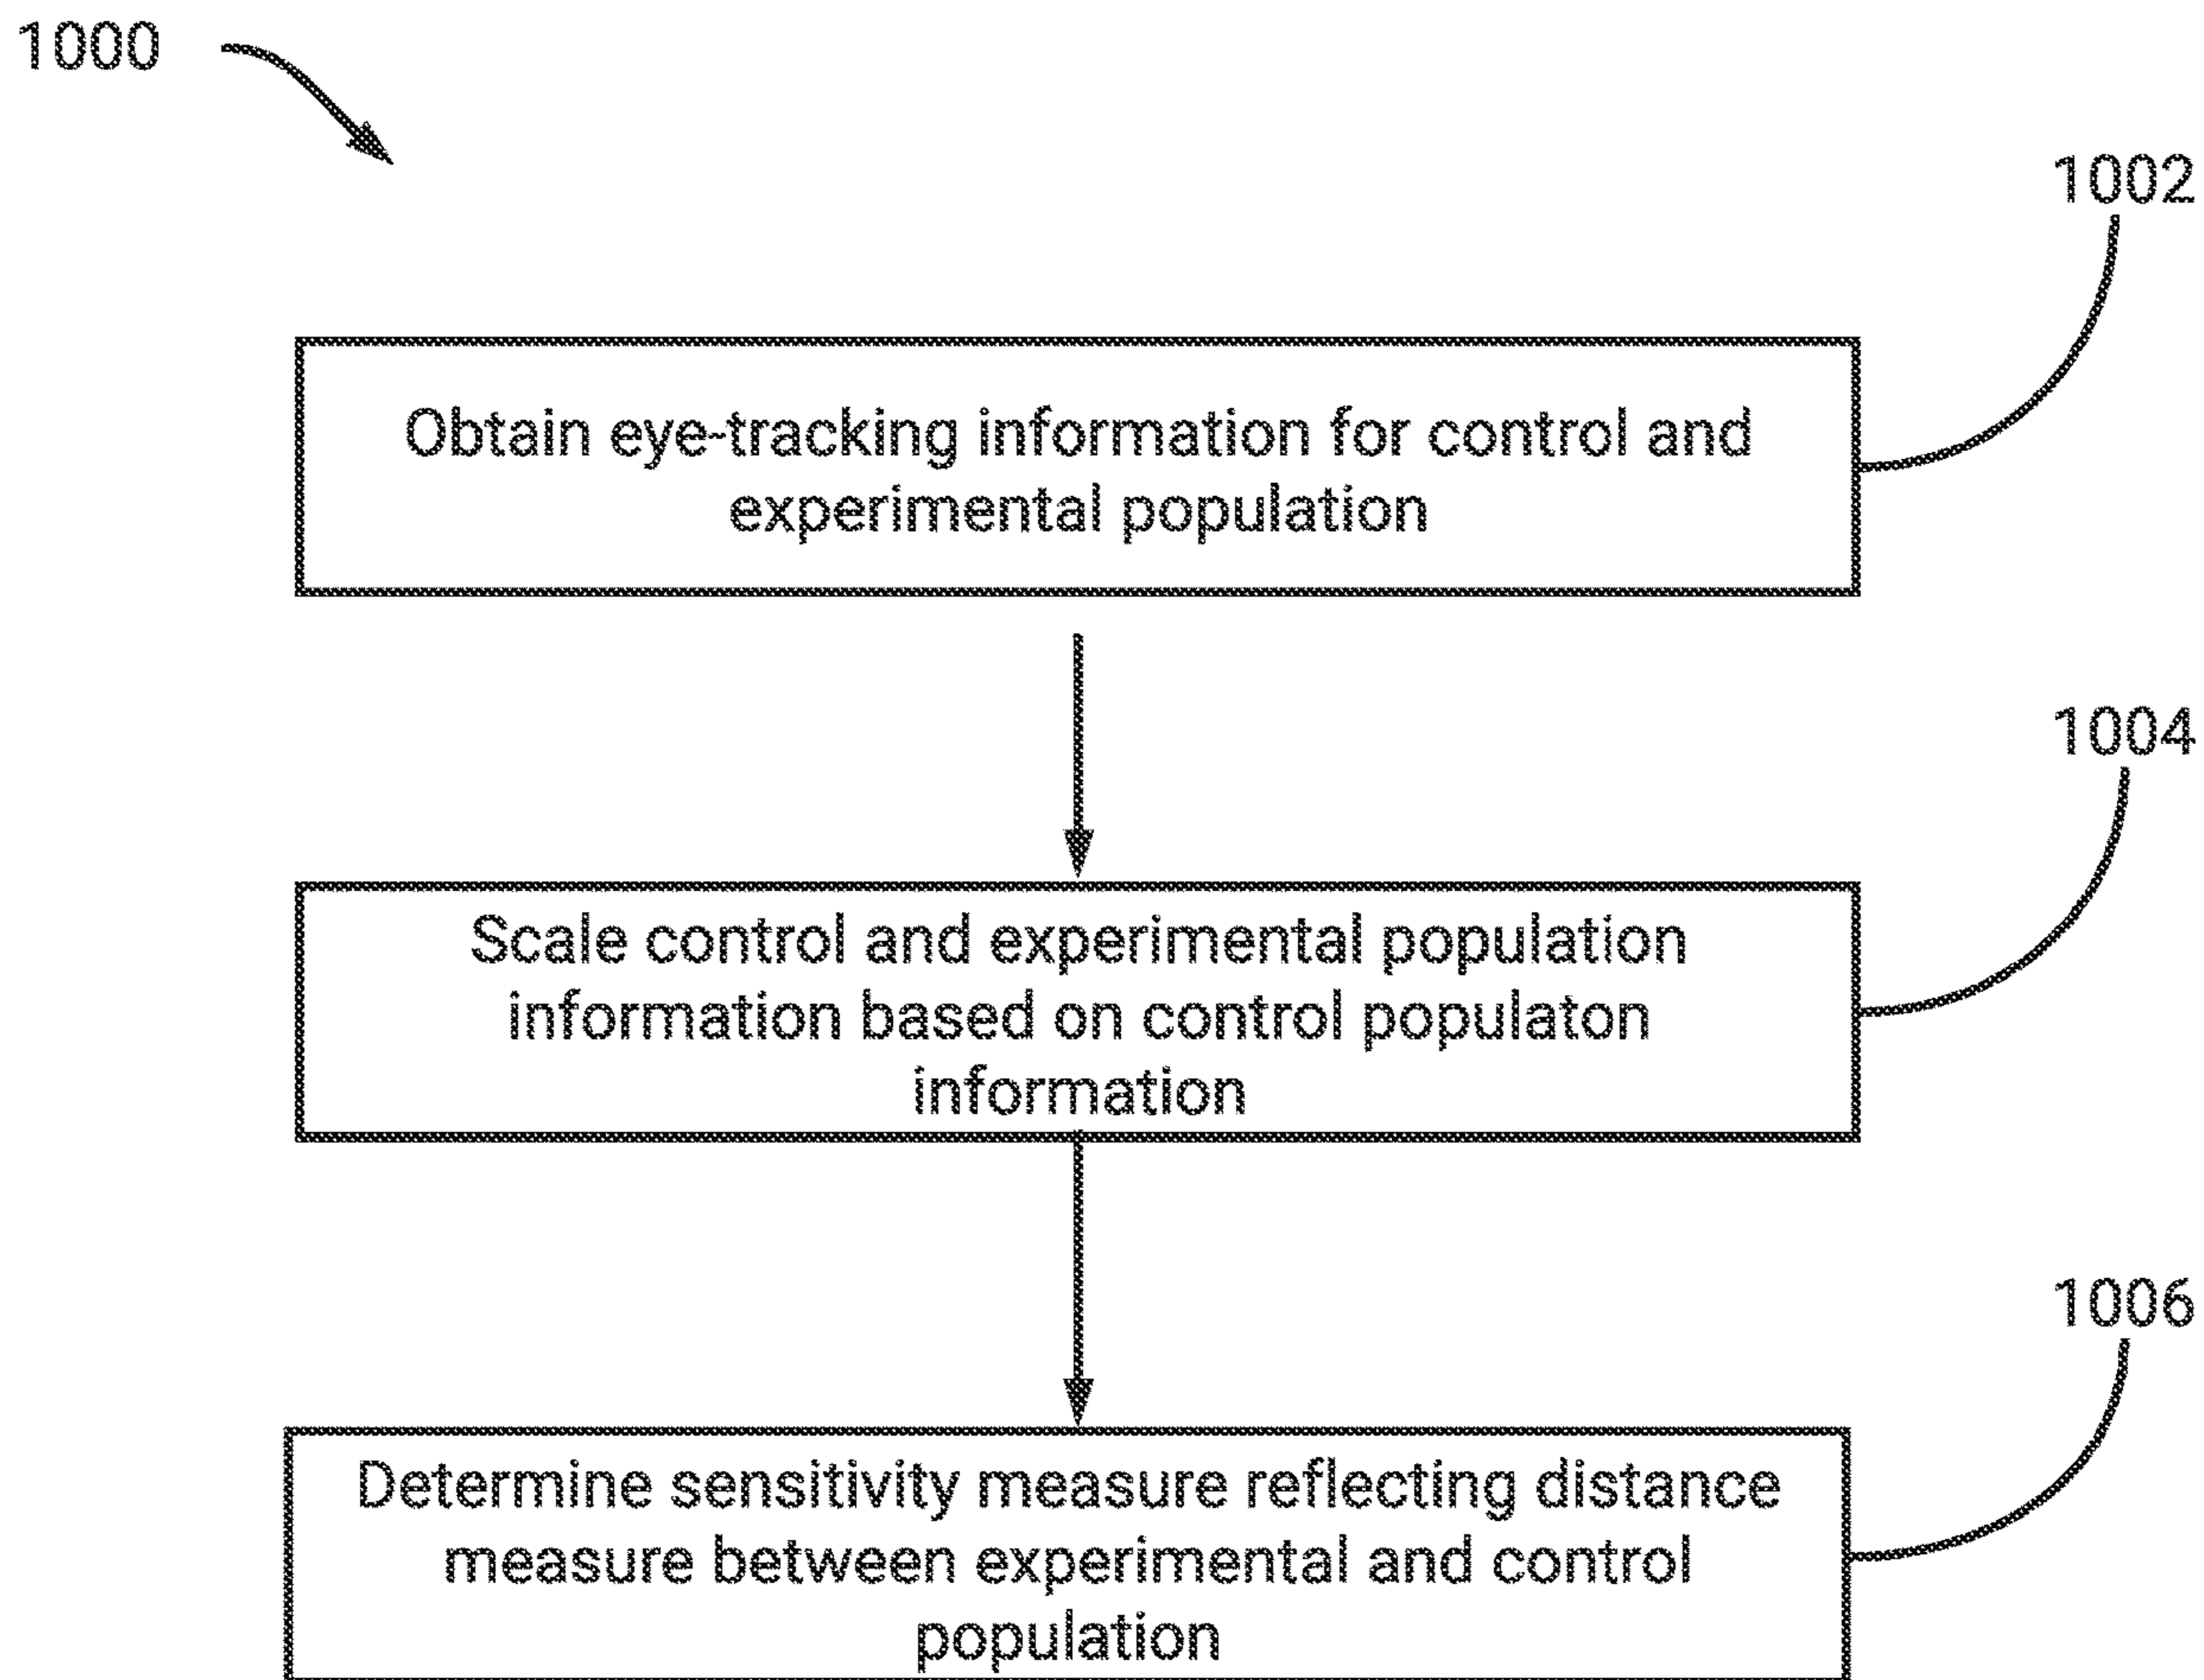 1000
1002
Obtain eye-tracking information for control and
experimental population
1004
Scale control and experimental population
information based on control populaton
information
1006
Determine sensitivity measure reflecting distance
measure between experimental and control
population